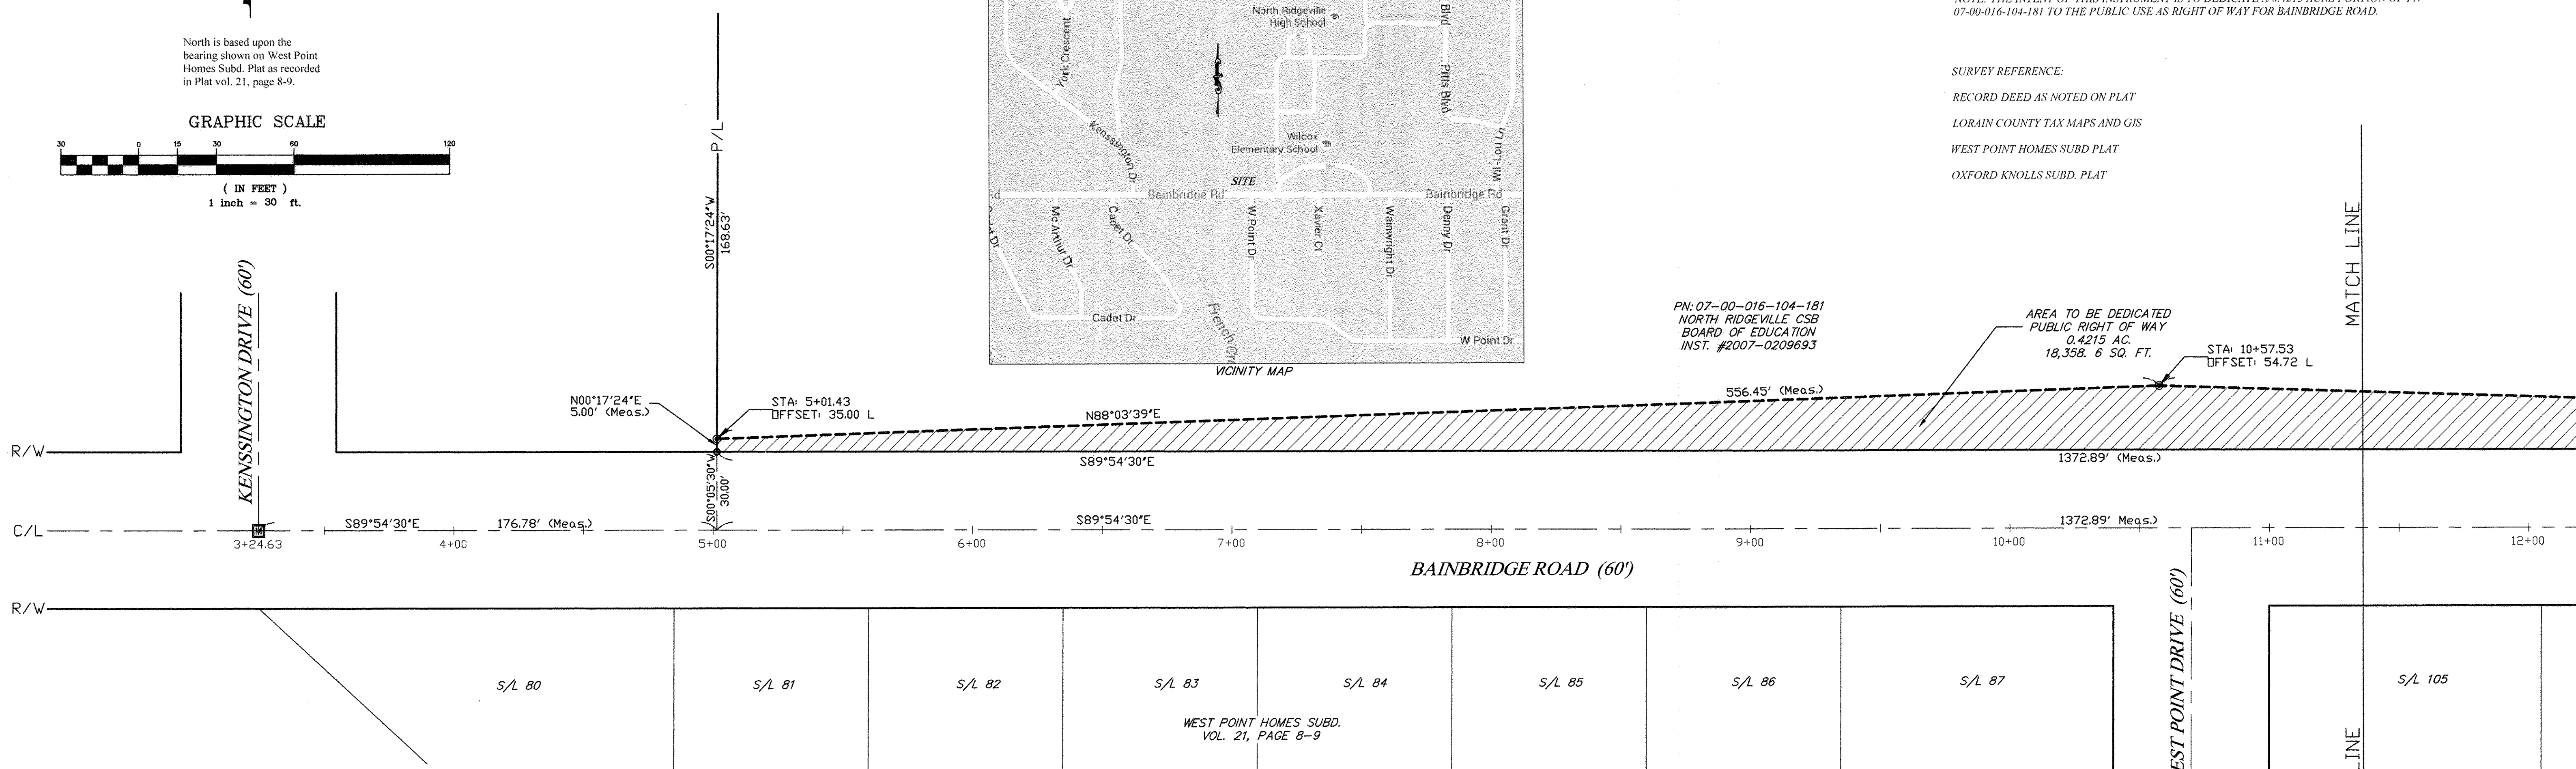 North is based upon the
bearing shown on West Point
Homes Subd. Plat as recorded
in Plat vol. 21, page 8-9.
GRAPHIC SCALE
30 0 15 30 60 120
( IN FEET )
1 inch = 30 ft.
P/L
S00°17'24"W
168.63'
North Ridgeville
High School
York Crescent
Blvd
Pitts Blvd
Kenssington Dr
Wilcox
Elementary School
Wil-Lou Ln
SITE
Rd
Bainbridge Rd
Bainbridge Rd
Mc Arthur Dr
Cadet Dr
W Point Dr
Xavier Ct
Wainwright Dr
Denny Dr
Grant Dr
Dr
Cadet Dr
French
W Point Dr
VICINITY MAP
07-00-016-104-181 TO THE PUBLIC USE AS RIGHT OF WAY FOR BAINBRIDGE ROAD.
SURVEY REFERENCE:
RECORD DEED AS NOTED ON PLAT
LORAIN COUNTY TAX MAPS AND GIS
WEST POINT HOMES SUBD PLAT
OXFORD KNOLLS SUBD. PLAT
MATCH LINE
PN: 07-00-016-104-181
NORTH RIDGEVILLE CSB
BOARD OF EDUCATION
INST. #2007-0209693
AREA TO BE DEDICATED
PUBLIC RIGHT OF WAY
0.4215 AC.
18,358. 6 SQ. FT.
STA: 10+57.53
OFFSET: 54.72 L
KENSSINGTON DRIVE (60')
N00°17'24"E
5.00' (Meas.)
STA: 5+01.43
OFFSET: 35.00 L
N88°03'39"E
556.45' (Meas.)
R/W
S89°54'30"E
1372.89' (Meas.)
S00°05'30"W
30.00'
C/L
S89°54'30"E
176.78' (Meas.)
S89°54'30"E
1372.89' Meas.)
3+24.63 4+00 5+00 6+00 7+00 8+00 9+00 10+00 11+00 12+00
BAINBRIDGE ROAD (60')
R/W
S/L 80
S/L 81
S/L 82
S/L 83
S/L 84
S/L 85
S/L 86
S/L 87
S/L 105
WEST POINT HOMES SUBD.
VOL. 21, PAGE 8-9
EST POINT DRIVE (60')
LINE